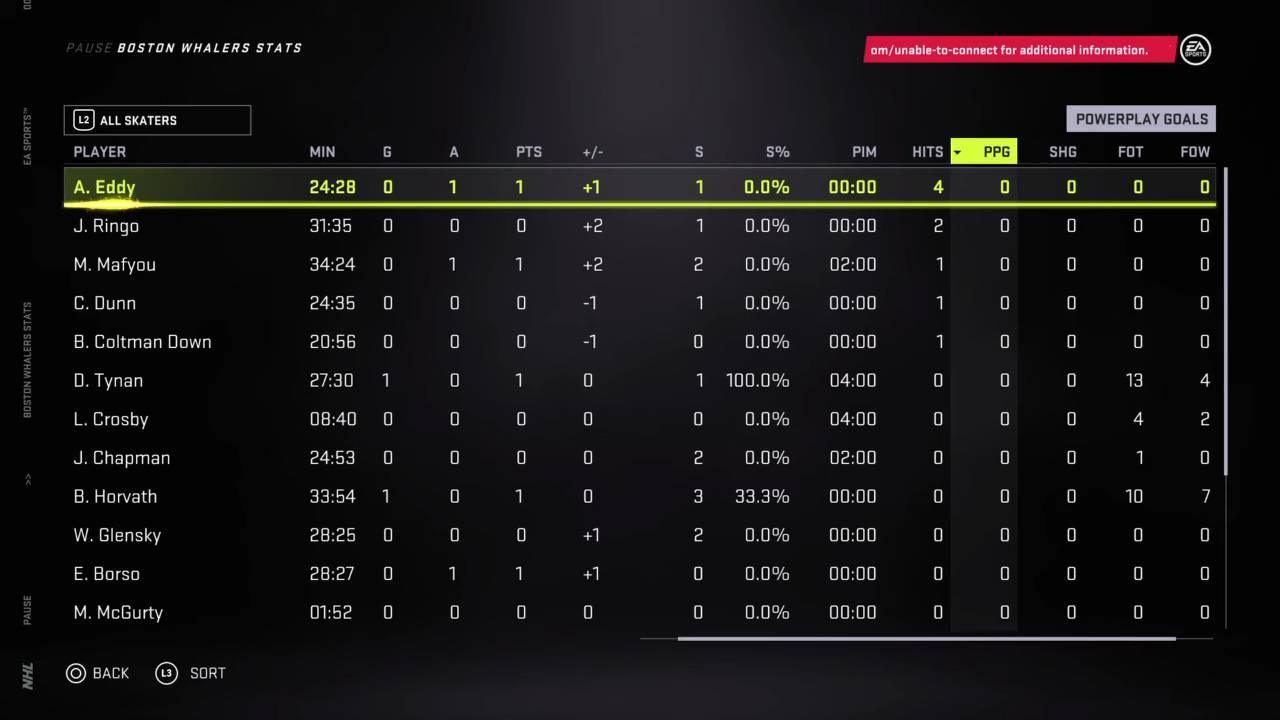 PAUSE BOSTON WHALERS STATS
om/unable-to-connect for additional information.
EA SPORTS
L2 ALL SKATERS
POWERPLAY GOALS
PLAYER MIN G A PTS +/- S S% PIM HITS PPG SHG FOT FOW
A. Eddy 24:28 0 1 1 +1 1 0.0% 00:00 4 0 0 0 0
J. Ringo 31:35 0 0 0 +2 1 0.0% 00:00 2 0 0 0 0
M. Mafyou 34:24 0 1 1 +2 2 0.0% 02:00 1 0 0 0 0
C. Dunn 24:35 0 0 0 -1 1 0.0% 00:00 1 0 0 0 0
B. Coltman Down 20:56 0 0 0 -1 0 0.0% 00:00 1 0 0 0 0
D. Tynan 27:30 1 0 1 0 1 100.0% 04:00 0 0 0 13 4
L. Crosby 08:40 0 0 0 0 0 0.0% 04:00 0 0 0 4 2
J. Chapman 24:53 0 0 0 0 2 0.0% 02:00 0 0 0 1 0
B. Horvath 33:54 1 0 1 0 3 33.3% 00:00 0 0 0 10 7
W. Glensky 28:25 0 0 0 +1 2 0.0% 00:00 0 0 0 0 0
E. Borso 28:27 0 1 1 +1 0 0.0% 00:00 0 0 0 0 0
M. McGurty 01:52 0 0 0 0 0 0.0% 00:00 0 0 0 0 0
BACK L3 SORT
NHL
PAUSE
>>
BOSTON WHALERS STATS
EA SPORTS™